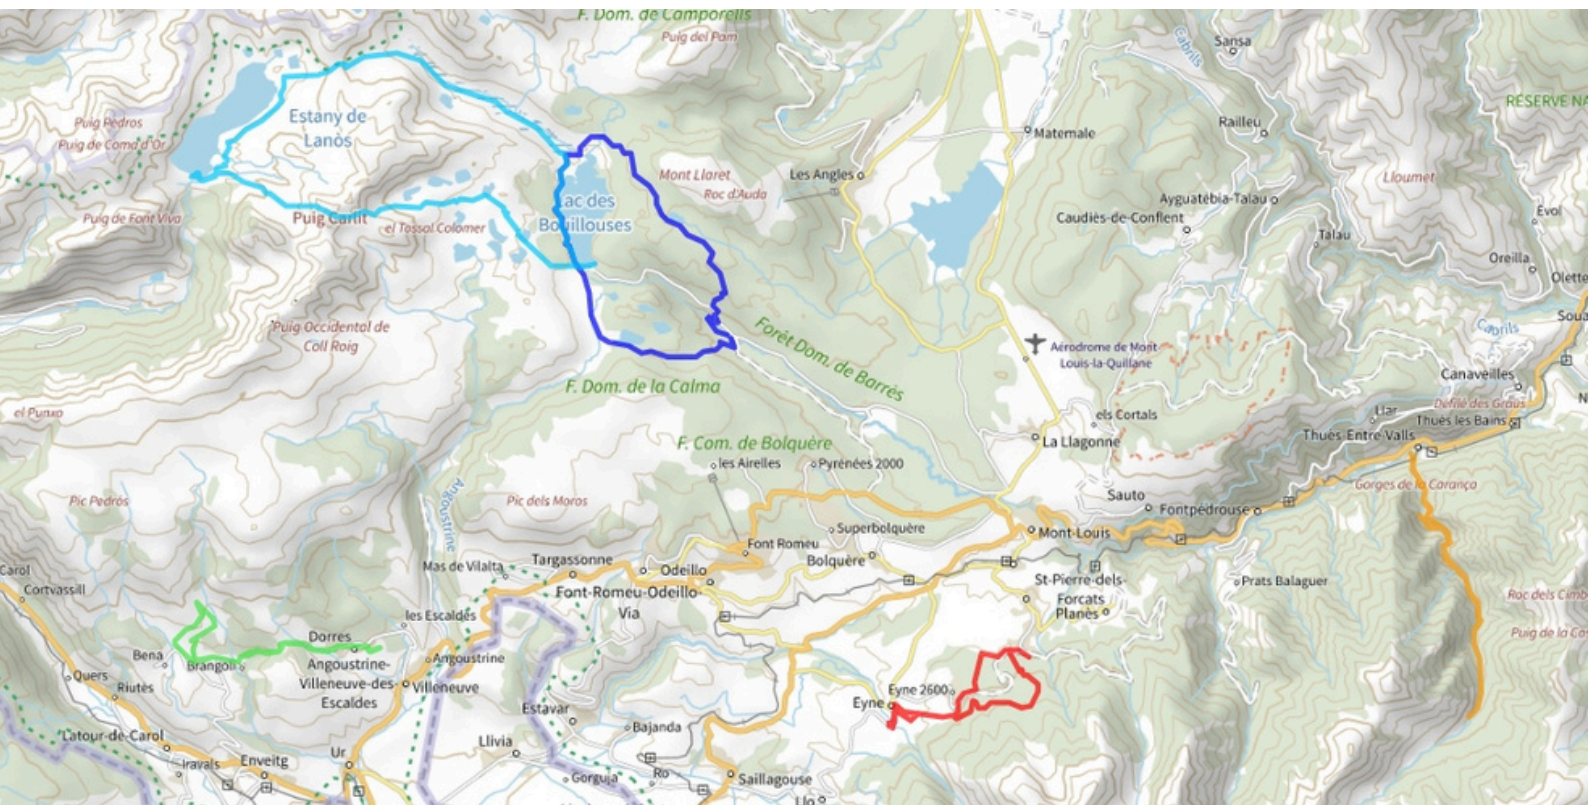 F. Dom. de Camporells
Puig del Pam
Cabrils
Sansa
RÉSERVE NA
Puig Pedros
Puig de Coma d'Or
Estany de
Lanòs
Railleu
Matemale
Les Angles
Mont Llaret
Roc d'Auda
Lloumet
Puig de Font Viva
Puig Carlit
el Tossal Colomer
Lac des
Bouillouses
Ayguatébia-Talau
Caudiès-de-Conflent
Évol
Talau
Oreilla
Olette
Puig Occidental de
Coll Roig
Forêt Dom. de Barrès
Cabrils
Soua
Aérodrome de Mont
Louis-la-Quillane
F. Dom. de la Calma
Canaveilles
el Punxo
els Cortals
Llar
Défilé des Graus
Thuès les Bains
Thuès-Entre-Valls
F. Com. de Bolquère
La Llagonne
les Airelles
Pyrénées 2000
Gorges de la Carança
Pic Pedrós
Pic dels Moros
Angoustrine
Sauto
Fontpédrouse
Superbolquère
Mont-Louis
Font Romeu
Bolquère
Carol
Cortvassill
Mas de Vilalta
Targassonne
Odeillo
Font-Romeu-Odeillo-
Via
St-Pierre-dels-
Forcats
Planès
Prats Balaguer
Roc dels Cimb
les Escaldes
Dorres
Puig de la Co
Bena
Brangoli
Angoustrine-
Villeneuve-des-
Escaldes
Angoustrine
Villeneuve
Quers
Riutès
Eyne 2600
Eyne
Estavar
Bajanda
Latour-de-Carol
Llivia
Iravals
Enveitg
Ur
Gorguja
Ro
Saillagouse
Llo